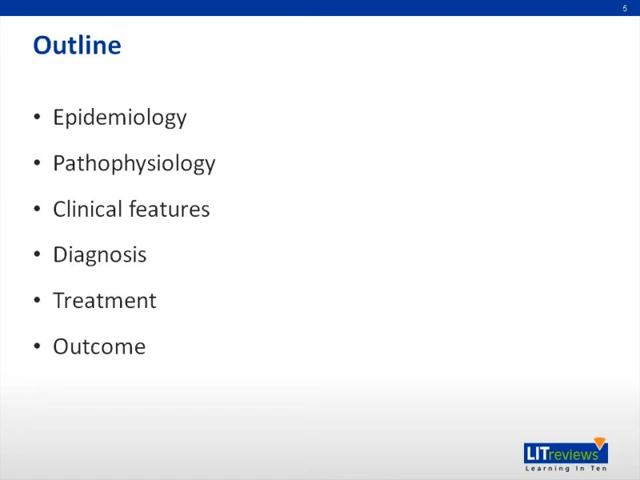 5
Outline
• Epidemiology
• Pathophysiology
• Clinical features
• Diagnosis
• Treatment
• Outcome
LITreviews
Learning In Ten